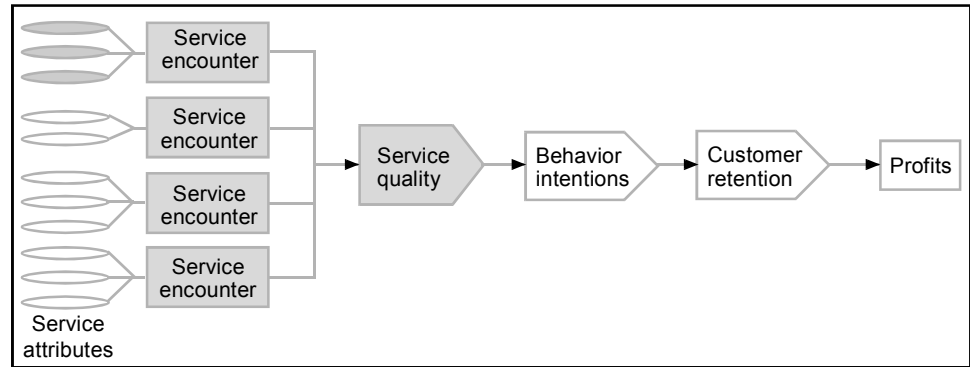 Service
encounter
Service
encounter
Service
encounter
Service
encounter
Service
attributes
Service
quality
Behavior
intentions
Customer
retention
Profits